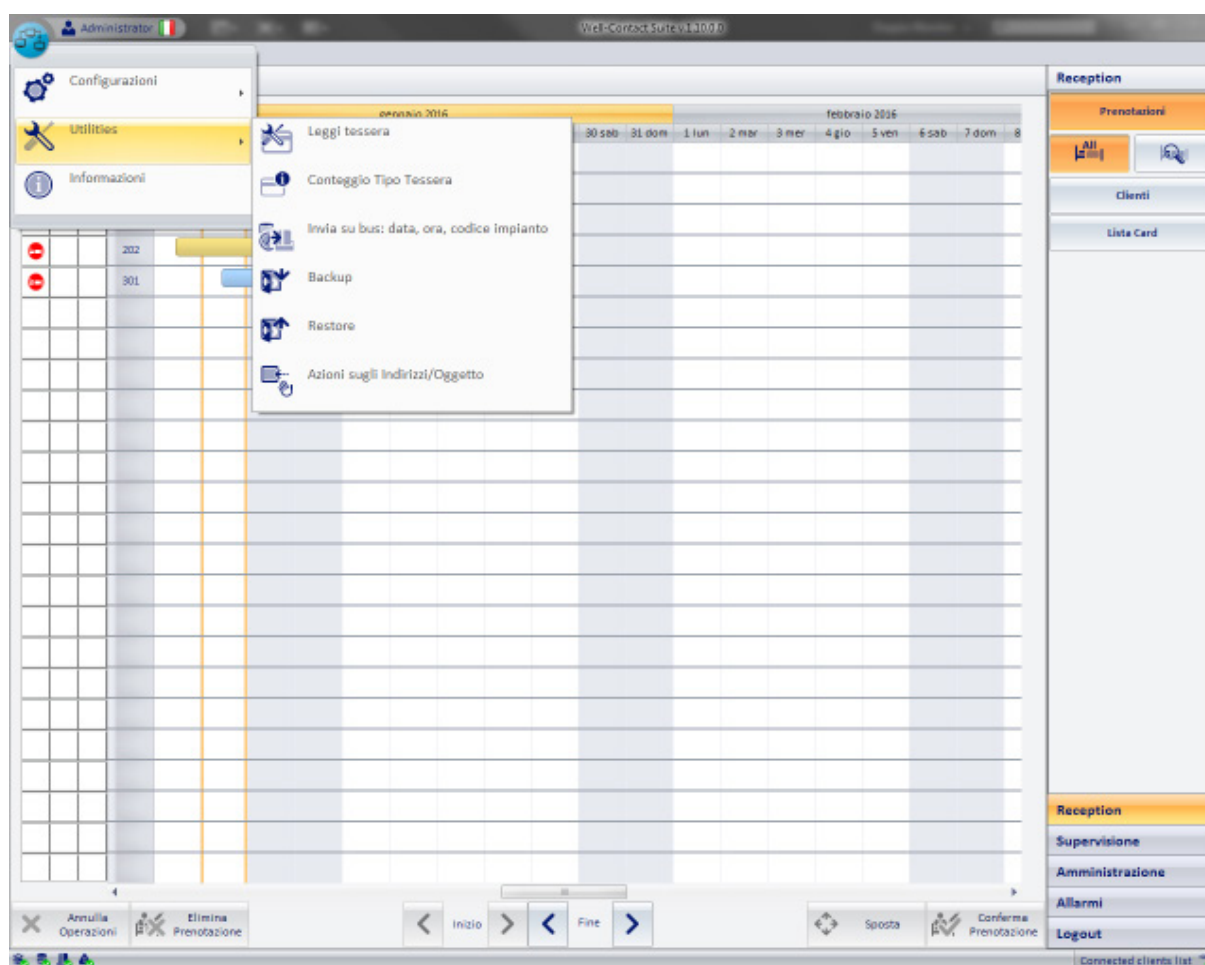 Administrator
Well-Contact Suite v.1.10.0.0
Configurazioni
Utilities
Informazioni
Leggi tessera
Conteggio Tipo Tessera
Invia su bus: data, ora, codice impianto
Backup
Restore
Azioni sugli Indirizzi/Oggetto
gennaio 2016
febbraio 2016
30 sab 31 dom 1 lun 2 mar 3 mer 4 gio 5 ven 6 sab 7 dom 8
202
301
Reception
Prenotazioni
All
Clienti
Lista Card
Reception
Supervisione
Amministrazione
Allarmi
Logout
Annulla
Operazioni
Elimina
Prenotazione
Inizio
Fine
Sposta
Conferma
Prenotazione
Connected clients list